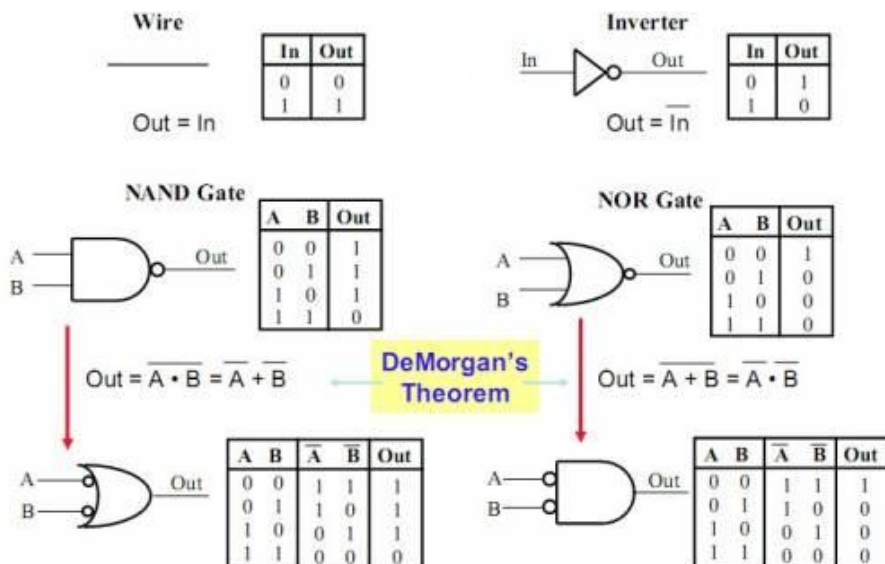 Wire
In Out
0 0
1 1
Out = In
Inverter
In Out
In Out
0 1
1 0
Out = I̅n̅
NAND Gate
A
B
Out
A B Out
0 0 1
0 1 1
1 0 1
1 1 0
NOR Gate
A
B
Out
A B Out
0 0 1
0 1 0
1 0 0
1 1 0
Out = A̅ ̅•̅ ̅B̅ = A̅ + B̅
DeMorgan's
Theorem
Out = A̅ ̅+̅ ̅B̅ = A̅ • B̅
A
B
Out
A B A̅ B̅ Out
0 0 1 1 1
0 1 1 0 1
1 0 0 1 1
1 1 0 0 0
A
B
Out
A B A̅ B̅ Out
0 0 1 1 1
0 1 1 0 0
1 0 0 1 0
1 1 0 0 0